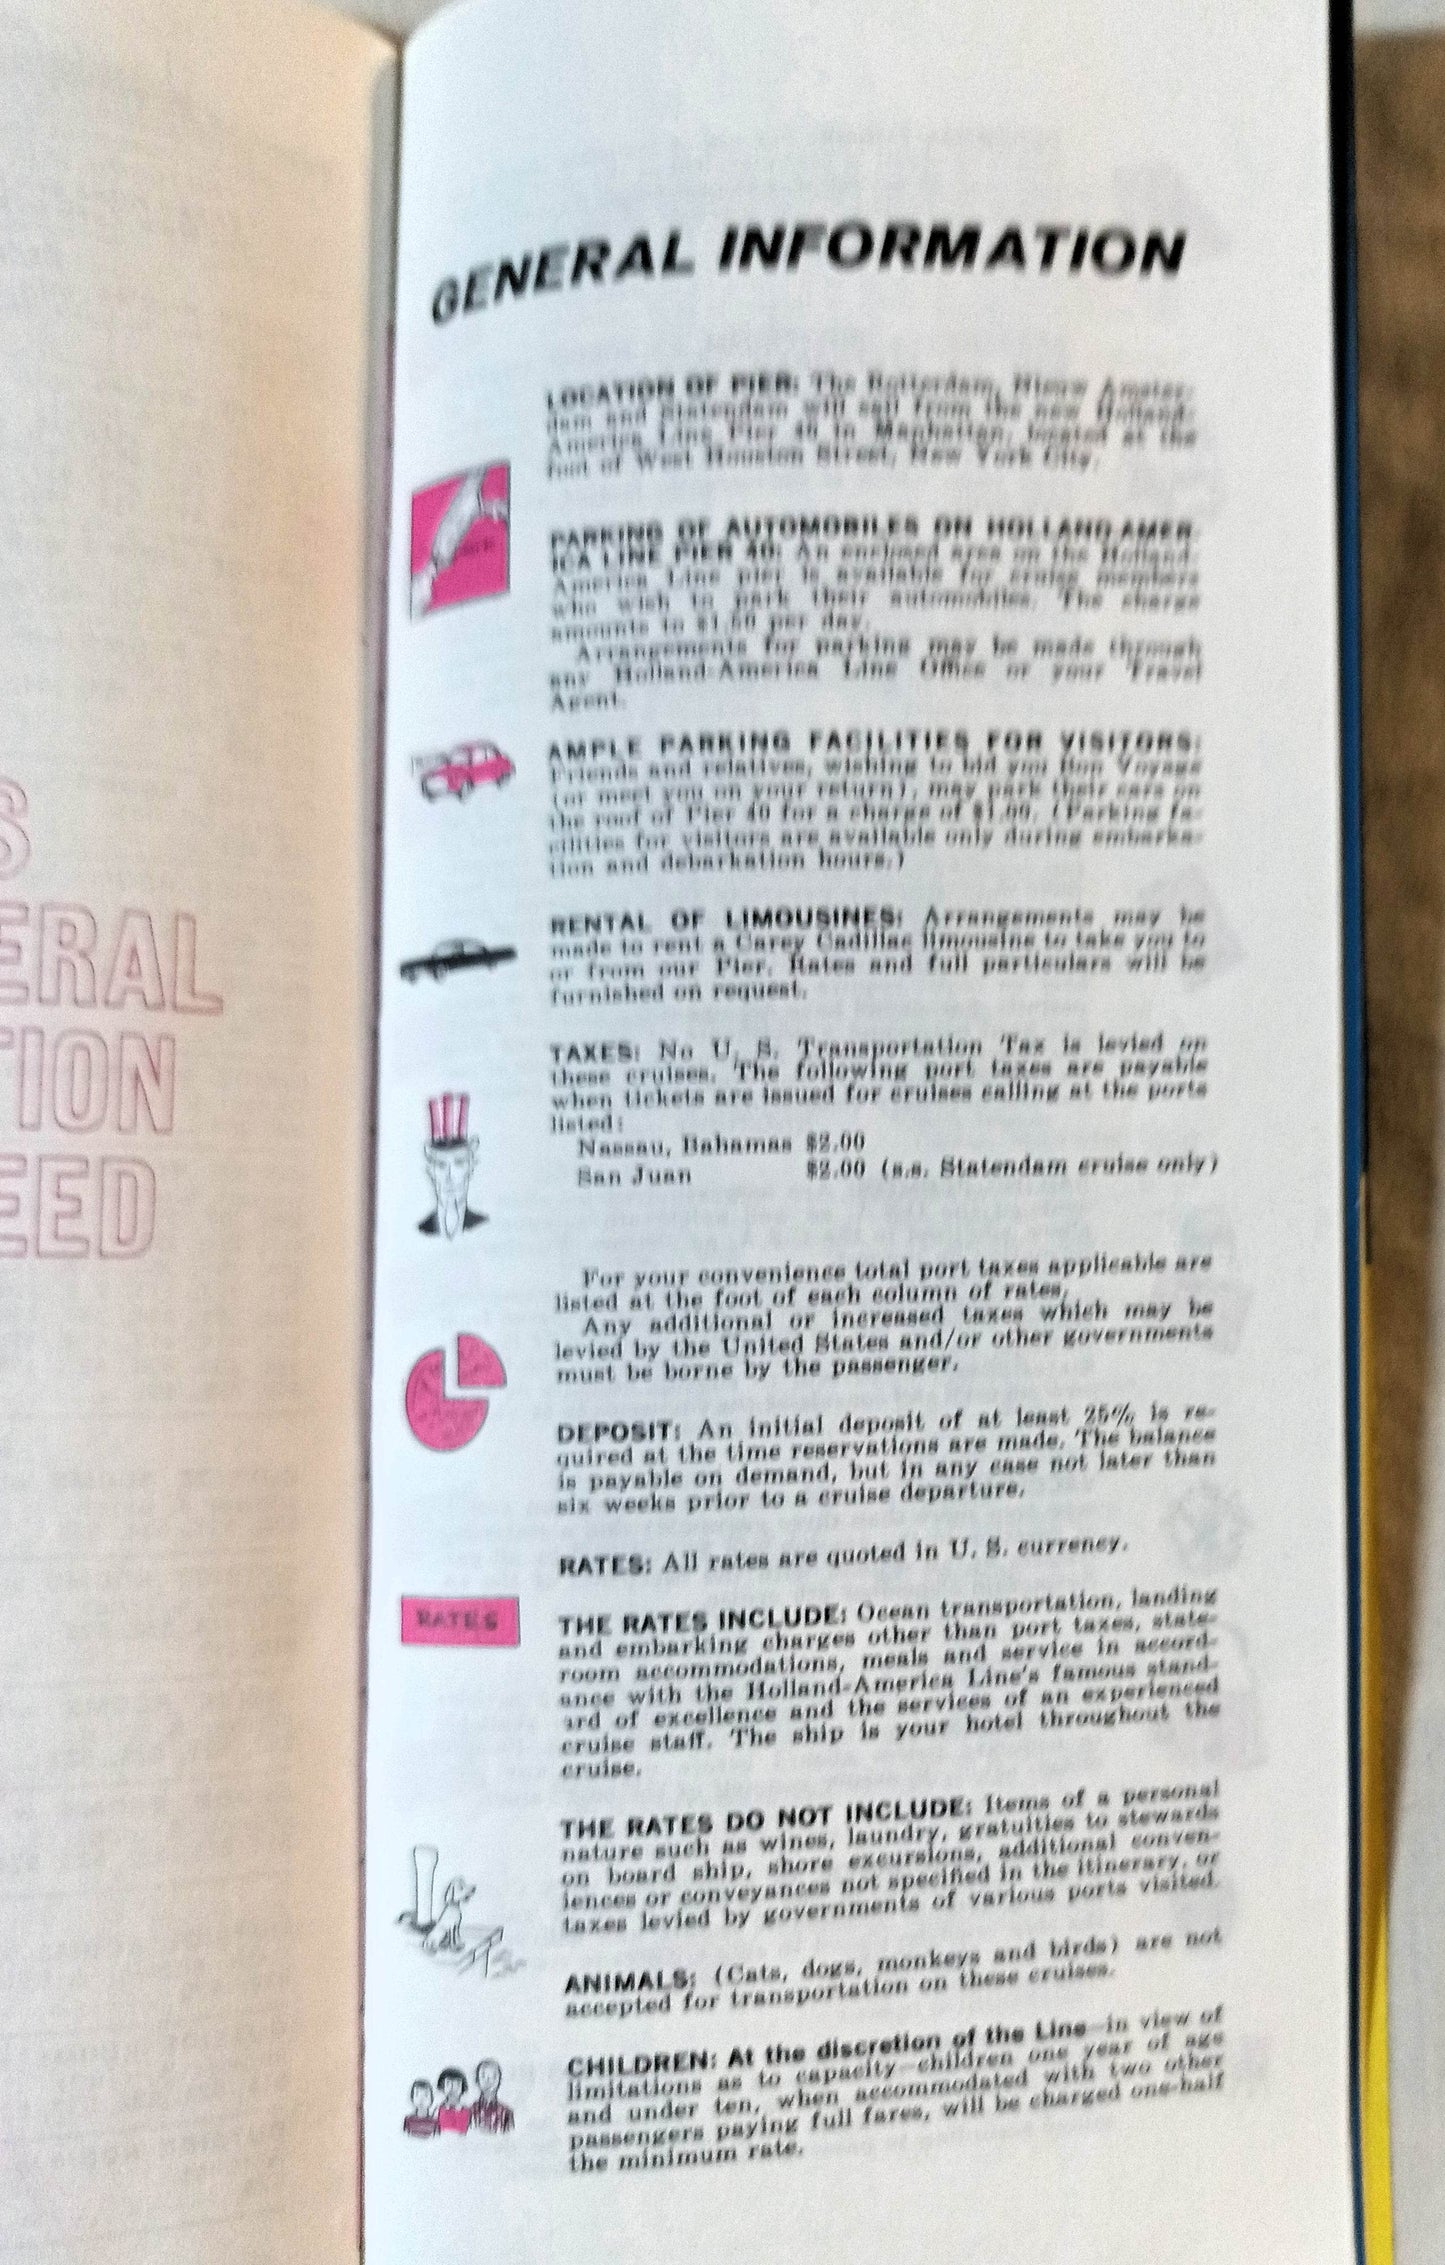 S
ERAL
TION
EED
GENERAL INFORMATION
LOCATION OF PIER: The Rotterdam, Nieuw Amster-
dam and Statendam will sail from the new Holland-
America Line Pier 40 in Manhattan, located at the
foot of West Houston Street, New York City.
PARKING OF AUTOMOBILES ON HOLLAND-AMER-
ICA LINE PIER 40: An enclosed area on the Holland-
America Line pier is available for cruise members
who wish to park their automobiles. The charge
amounts to $1.50 per day.
Arrangements for parking may be made through
any Holland-America Line Office or your Travel
Agent.
AMPLE PARKING FACILITIES FOR VISITORS:
Friends and relatives, wishing to bid you Bon Voyage
(or meet you on your return), may park their cars on
the roof of Pier 40 for a charge of $1.00. (Parking fa-
cilities for visitors are available only during embarka-
tion and debarkation hours.)
RENTAL OF LIMOUSINES: Arrangements may be
made to rent a Carey Cadillac limousine to take you to
or from our Pier. Rates and full particulars will be
furnished on request.
TAXES: No U. S. Transportation Tax is levied on
these cruises. The following port taxes are payable
when tickets are issued for cruises calling at the ports
listed:
Nassau, Bahamas $2.00
San Juan $2.00 (s.s. Statendam cruise only)
For your convenience total port taxes applicable are
listed at the foot of each column of rates.
Any additional or increased taxes which may be
levied by the United States and/or other governments
must be borne by the passenger.
DEPOSIT: An initial deposit of at least 25% is re-
quired at the time reservations are made. The balance
is payable on demand, but in any case not later than
six weeks prior to a cruise departure.
RATES: All rates are quoted in U. S. currency.
RATES
THE RATES INCLUDE: Ocean transportation, landing
and embarking charges other than port taxes, state-
room accommodations, meals and service in accord-
ance with the Holland-America Line's famous stand-
ard of excellence and the services of an experienced
cruise staff. The ship is your hotel throughout the
cruise.
THE RATES DO NOT INCLUDE: Items of a personal
nature such as wines, laundry, gratuities to stewards
on board ship, shore excursions, additional conven-
iences or conveyances not specified in the itinerary, or
taxes levied by governments of various ports visited.
ANIMALS: (Cats, dogs, monkeys and birds) are not
accepted for transportation on these cruises.
CHILDREN: At the discretion of the Line—in view of
limitations as to capacity—children one year of age
and under ten, when accommodated with two other
passengers paying full fares, will be charged one-half
the minimum rate.